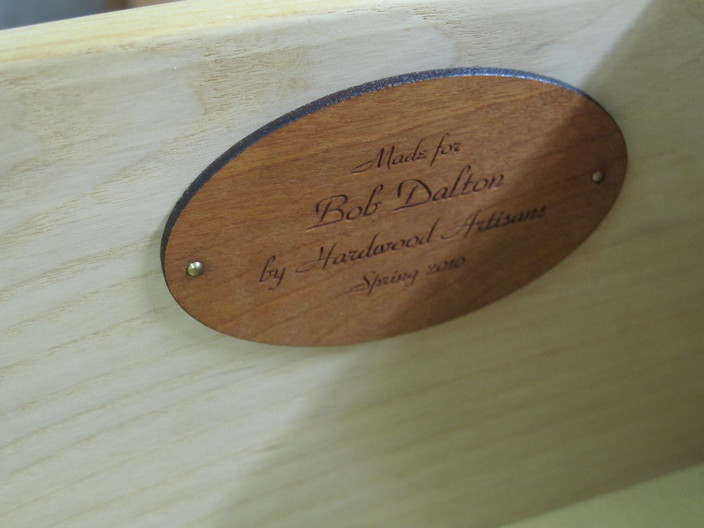 Made for
Bob Dalton
by Hardwood Artisans
Spring 2010